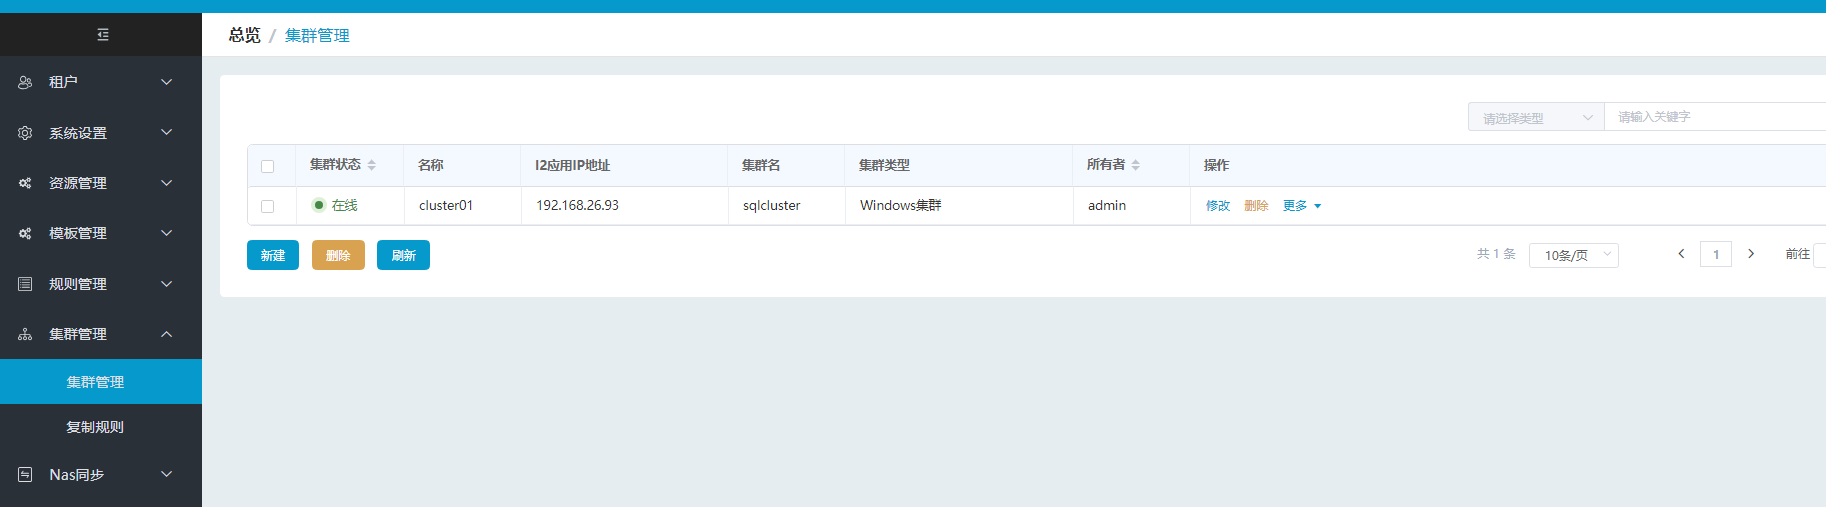 总览 / 集群管理
租户
系统设置
资源管理
模板管理
规则管理
集群管理
集群管理
复制规则
Nas同步
请选择类型 请输入关键字
集群状态 名称 I2应用IP地址 集群名 集群类型 所有者 操作
在线 cluster01 192.168.26.93 sqlcluster Windows集群 admin 修改 删除 更多
新建 删除 刷新 共 1 条 10条/页 1 前往